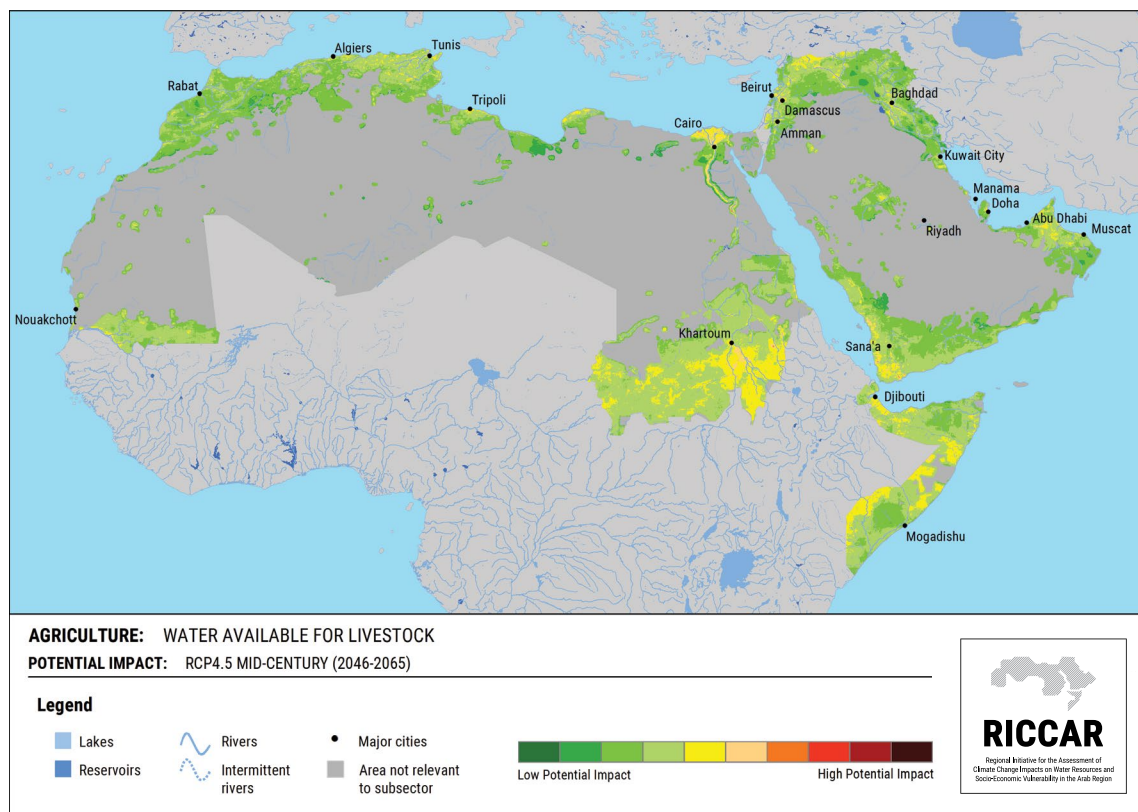 Algiers
Tunis
Rabat
Tripoli
Beirut
Damascus
Amman
Baghdad
Cairo
Kuwait City
Manama
Doha
Abu Dhabi
Muscat
Riyadh
Nouakchott
Khartoum
Sana'a
Djibouti
Mogadishu
AGRICULTURE: WATER AVAILABLE FOR LIVESTOCK
POTENTIAL IMPACT: RCP4.5 MID-CENTURY (2046-2065)
Legend
Lakes
Reservoirs
Rivers
Intermittent
rivers
Major cities
Area not relevant
to subsector
Low Potential Impact
High Potential Impact
RICCAR
Regional Initiative for the Assessment of
Climate Change Impacts on Water Resources and
Socio-Economic Vulnerability in the Arab Region